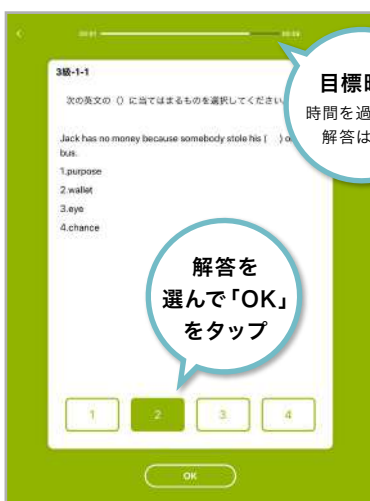 00:01
3級-1-1
目標時
時間を過
解答は
次の英文の () に当てはまるものを選択してください
Jack has no money because somebody stole his ( ) o
bus.
1.purpose
2.wallet
3.eye
4.chance
解答を
選んで「OK」
をタップ
1 2 3 4
OK